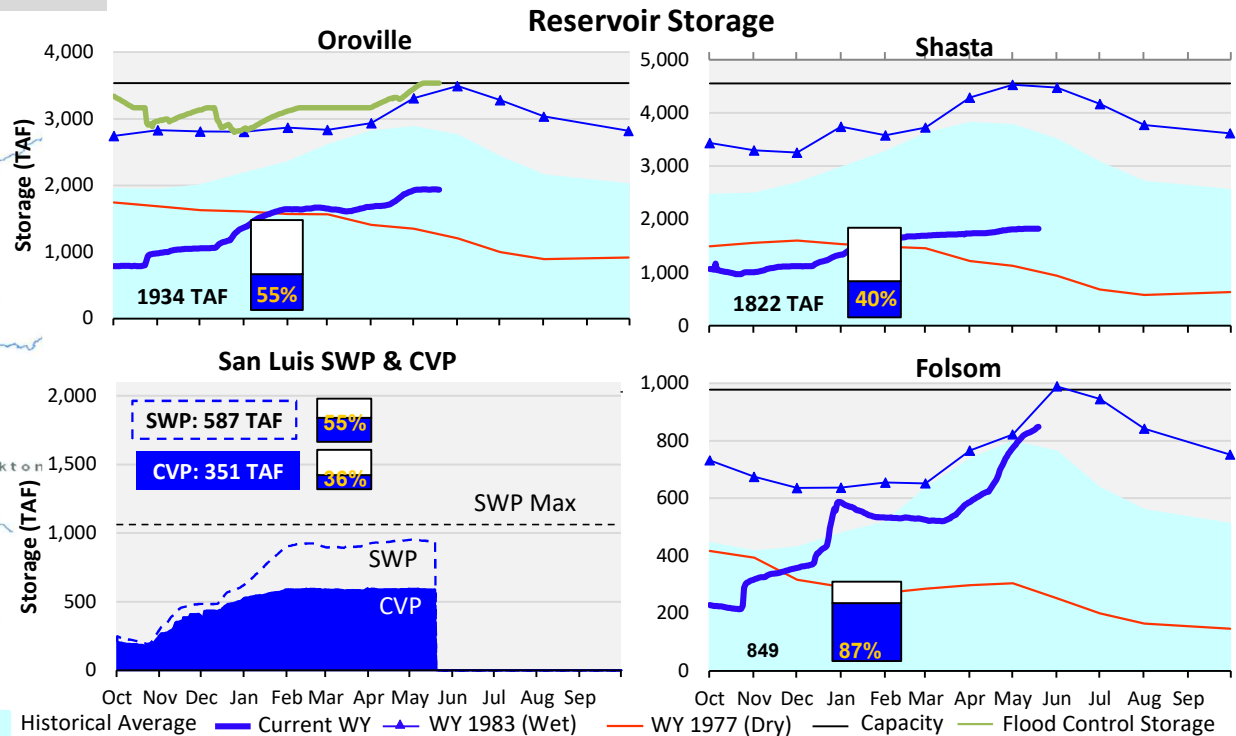 Reservoir Storage
Oroville
4,000
3,000
2,000
1,000
0
Storage (TAF)
1934 TAF
55%
Shasta
5,000
4,000
3,000
2,000
1,000
0
1822 TAF
40%
San Luis SWP & CVP
2,000
1,500
1,000
500
0
Storage (TAF)
SWP: 587 TAF
55%
CVP: 351 TAF
36%
SWP Max
SWP
CVP
Oct Nov Dec Jan Feb Mar Apr May Jun Jul Aug Sep
Folsom
1,000
800
600
400
200
0
849
87%
Oct Nov Dec Jan Feb Mar Apr May Jun Jul Aug Sep
kton
Historical Average Current WY WY 1983 (Wet) WY 1977 (Dry) Capacity Flood Control Storage